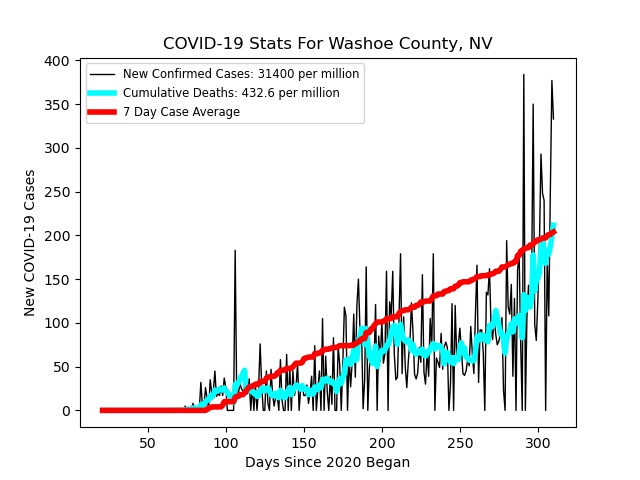 COVID-19 Stats For Washoe County, NV
New Confirmed Cases: 31400 per million
Cumulative Deaths: 432.6 per million
7 Day Case Average
New COVID-19 Cases
400
350
300
250
200
150
100
50
0
50 100 150 200 250 300
Days Since 2020 Began